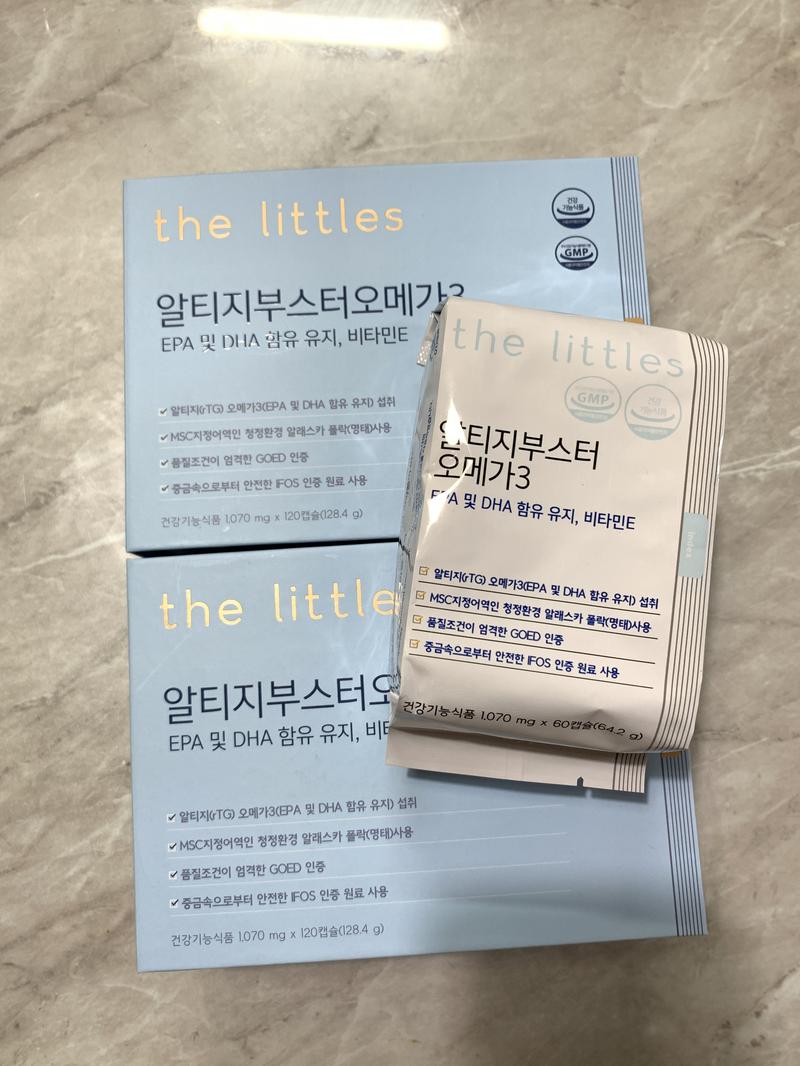 the littles
건강
기능식품
GMP
알티지부스터오메가3
EPA 및 DHA 함유 유지, 비타민E
알티지(rTG) 오메가3(EPA 및 DHA 함유 유지) 섭취
MSC지정어역인 청정환경 알래스카 폴락(명태)사용
품질조건이 엄격한 GOED 인증
중금속으로부터 안전한 IFOS 인증 원료 사용
건강기능식품 1,070 mg x 120캡슐(128.4 g)
the littles
GMP
건강
기능식품
알티지부스터
오메가3
EPA 및 DHA 함유 유지, 비타민E
index
알티지(rTG) 오메가3(EPA 및 DHA 함유 유지) 섭취
MSC지정어역인 청정환경 알래스카 폴락(명태)사용
품질조건이 엄격한 GOED 인증
중금속으로부터 안전한 IFOS 인증 원료 사용
건강기능식품 1,070 mg x 60캡슐(64.2 g)
the little
알티지부스터오
EPA 및 DHA 함유 유지, 비
알티지(rTG) 오메가3(EPA 및 DHA 함유 유지) 섭취
MSC지정어역인 청정환경 알래스카 폴락(명태)사용
품질조건이 엄격한 GOED 인증
중금속으로부터 안전한 IFOS 인증 원료 사용
건강기능식품 1,070 mg x 120캡슐(128.4 g)